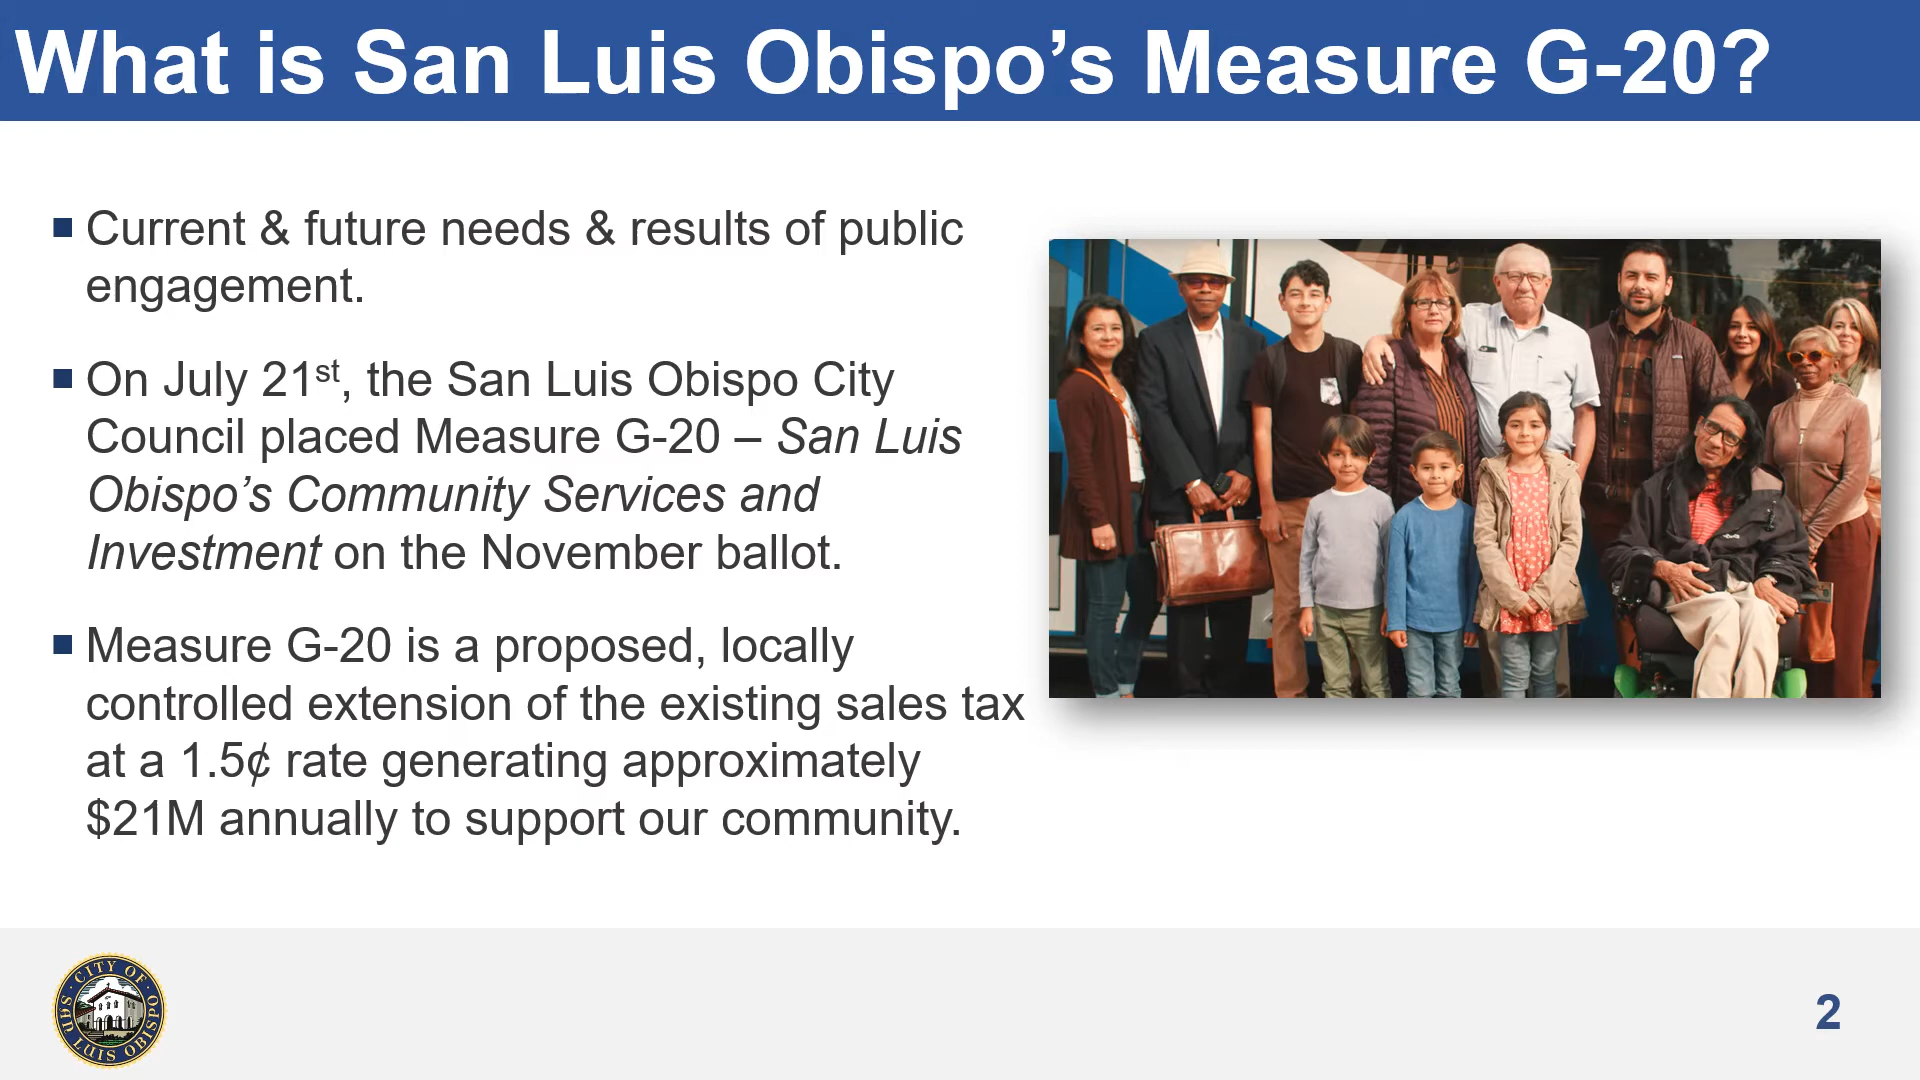 What is San Luis Obispo’s Measure G-20?
Current & future needs & results of public
engagement.
On July 21st, the San Luis Obispo City
Council placed Measure G-20 – San Luis
Obispo’s Community Services and
Investment on the November ballot.
Measure G-20 is a proposed, locally
controlled extension of the existing sales tax
at a 1.5¢ rate generating approximately
$21M annually to support our community.
CITY OF
SAN LUIS OBISPO
2